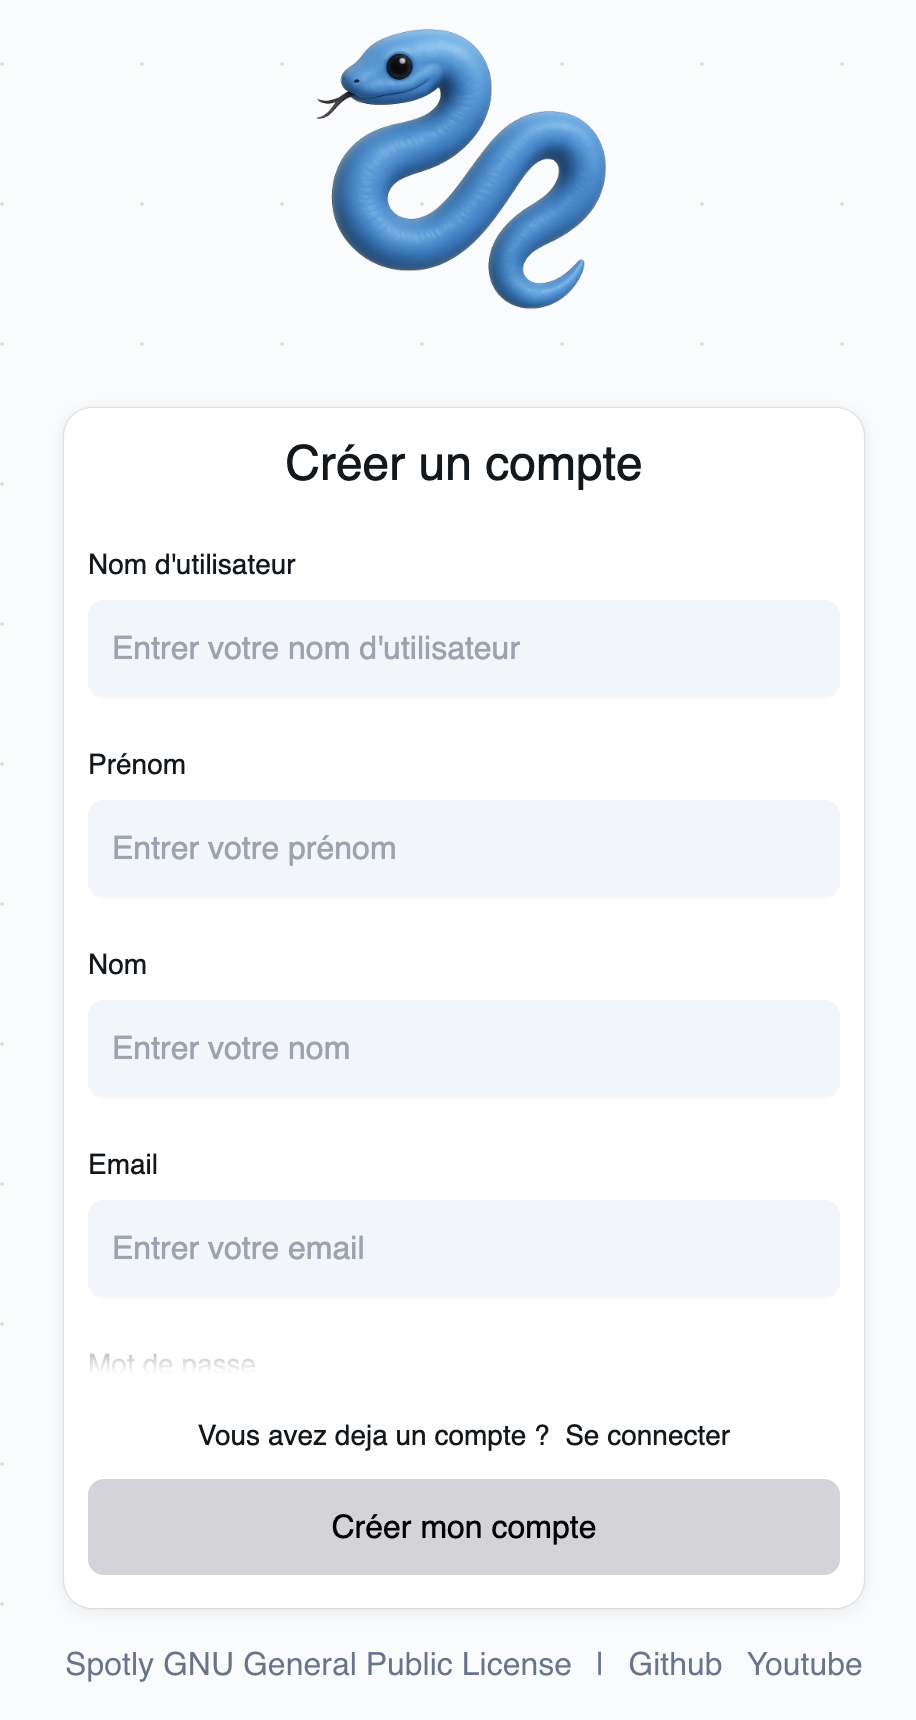 Créer un compte
Nom d'utilisateur
Entrer votre nom d'utilisateur
Prénom
Entrer votre prénom
Nom
Entrer votre nom
Email
Entrer votre email
Mot de passe
Vous avez deja un compte ? Se connecter
Créer mon compte
Spotly GNU General Public License | Github Youtube